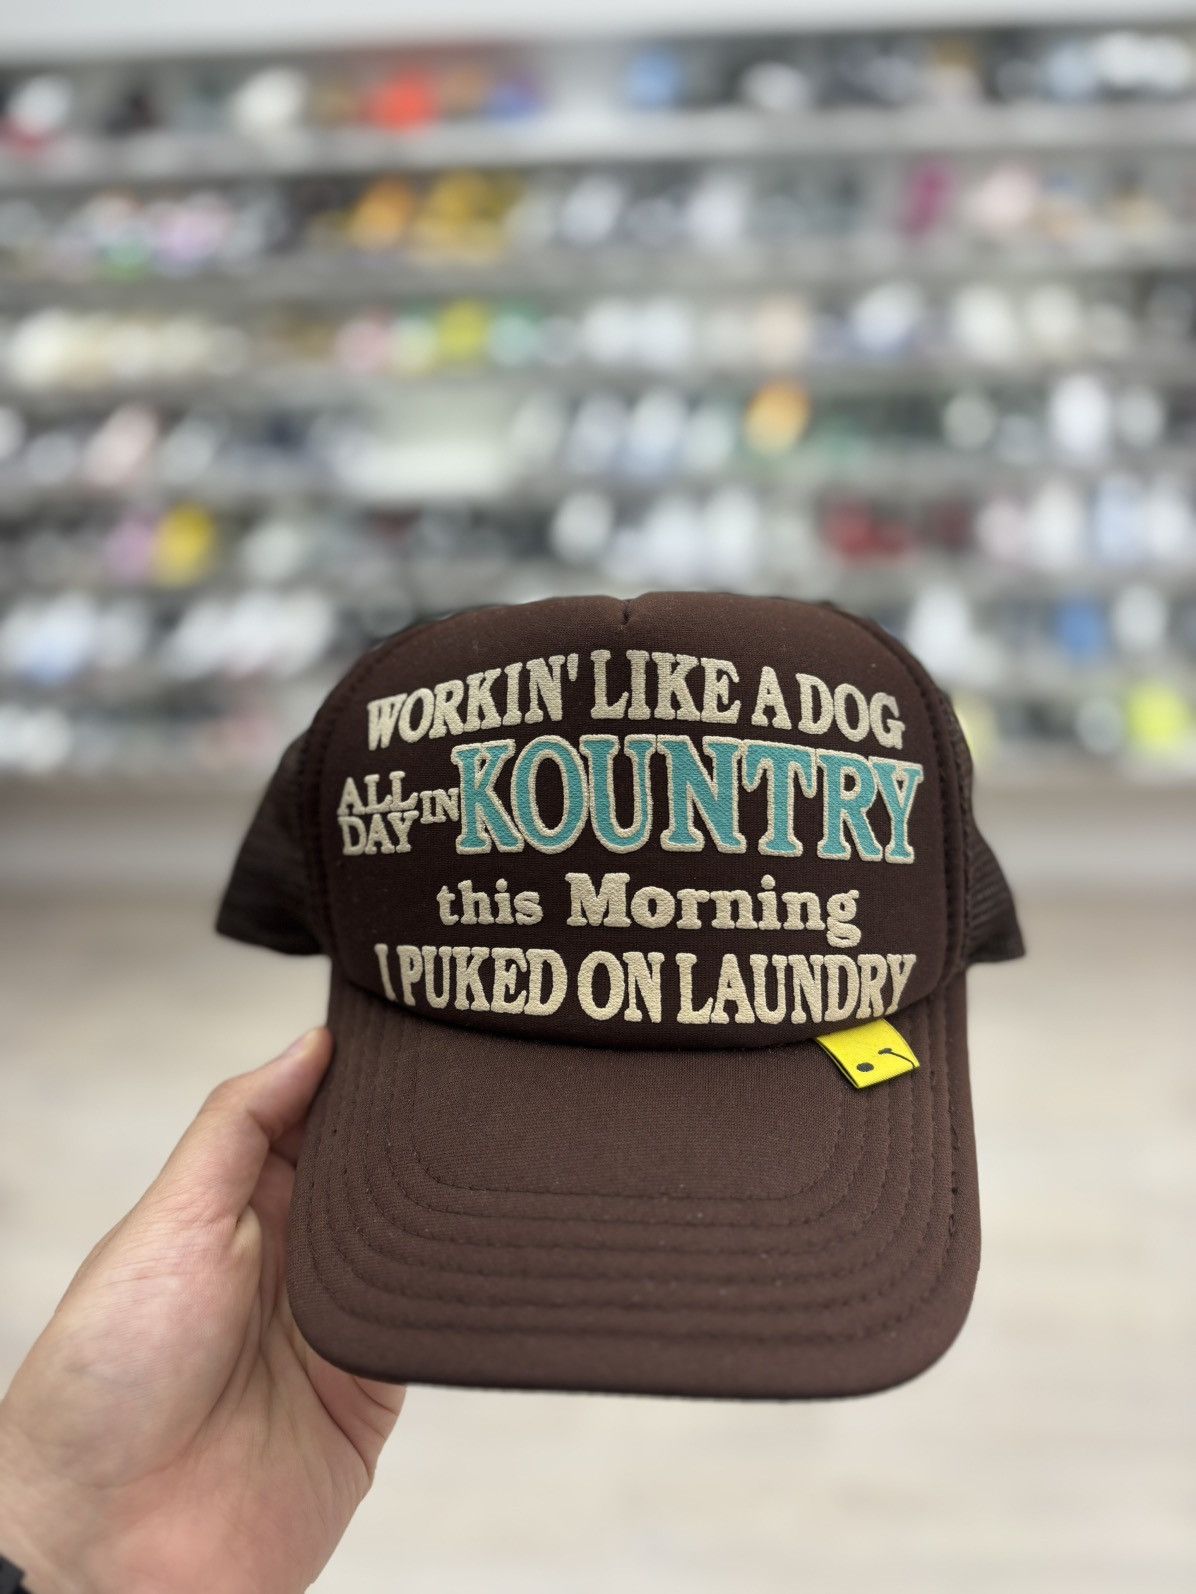 WORKIN' LIKE A DOG
ALL DAY IN KOUNTRY
this Morning
I PUKED ON LAUNDRY